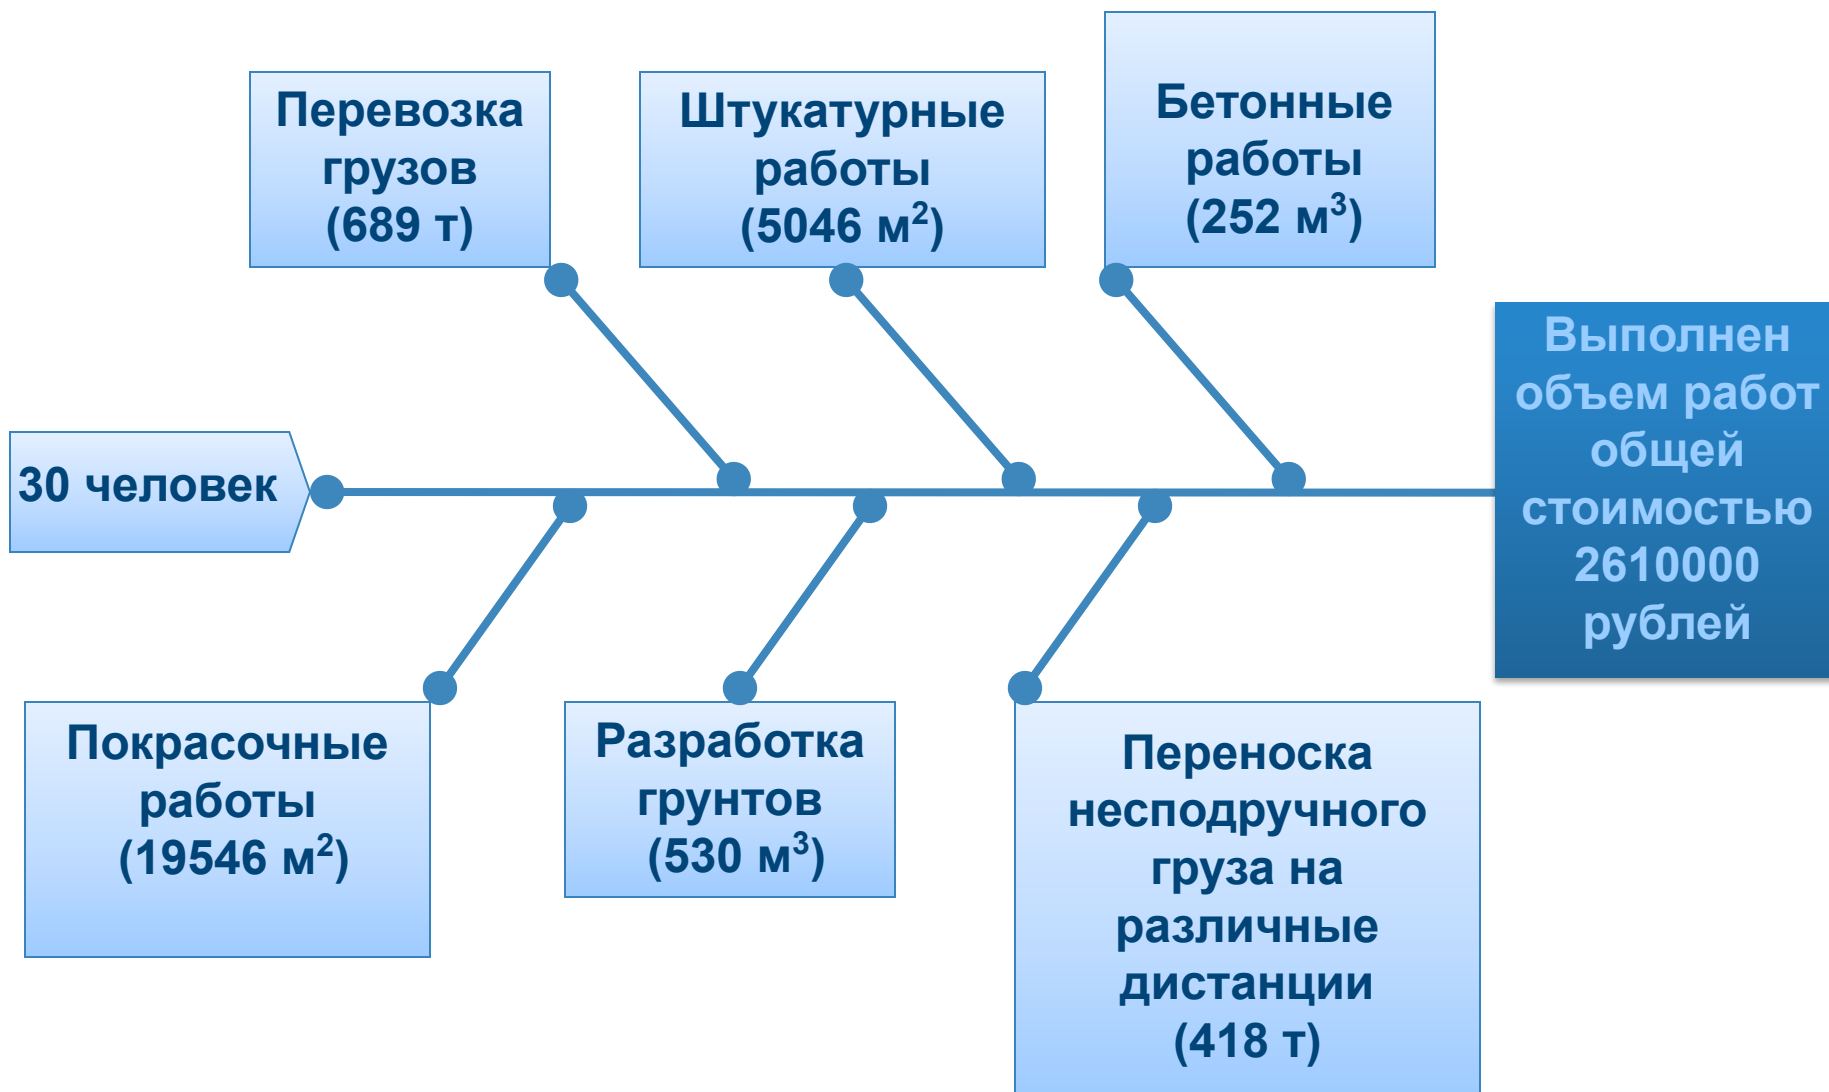 Перевозка
грузов
(689 т)
Штукатурные
работы
(5046 м²)
Бетонные
работы
(252 м³)
30 человек
Выполнен
объем работ
общей
стоимостью
2610000
рублей
Покрасочные
работы
(19546 м²)
Разработка
грунтов
(530 м³)
Переноска
несподручного
груза на
различные
дистанции
(418 т)